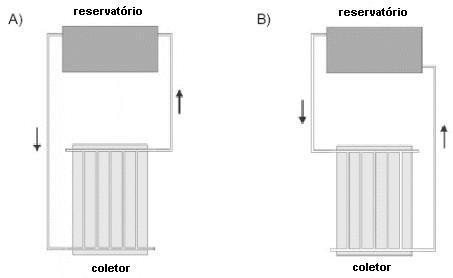 A)
reservatório
coletor
B)
reservatório
coletor